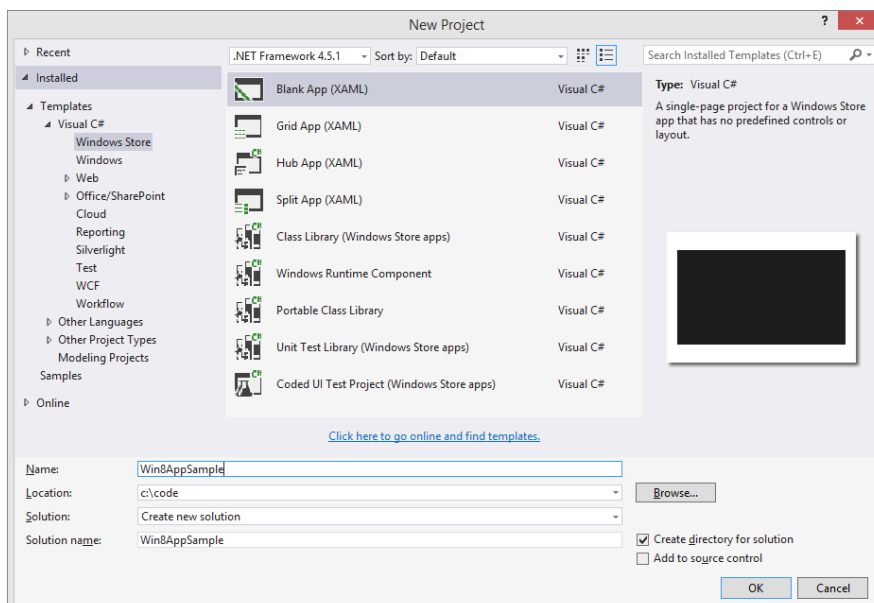 New Project
? ×
Recent
Installed
Templates
Visual C#
Windows Store
Windows
Web
Office/SharePoint
Cloud
Reporting
Silverlight
Test
WCF
Workflow
Other Languages
Other Project Types
Modeling Projects
Samples
Online
.NET Framework 4.5.1 Sort by: Default
Search Installed Templates (Ctrl+E)
Blank App (XAML) Visual C#
Grid App (XAML) Visual C#
Hub App (XAML) Visual C#
Split App (XAML) Visual C#
Class Library (Windows Store apps) Visual C#
Windows Runtime Component Visual C#
Portable Class Library Visual C#
Unit Test Library (Windows Store apps) Visual C#
Coded UI Test Project (Windows Store apps) Visual C#
Click here to go online and find templates.
Type: Visual C#
A single-page project for a Windows Store
app that has no predefined controls or
layout.
Name: Win8AppSample
Location: c:\code Browse...
Solution: Create new solution
Solution name: Win8AppSample
Create directory for solution
Add to source control
OK Cancel